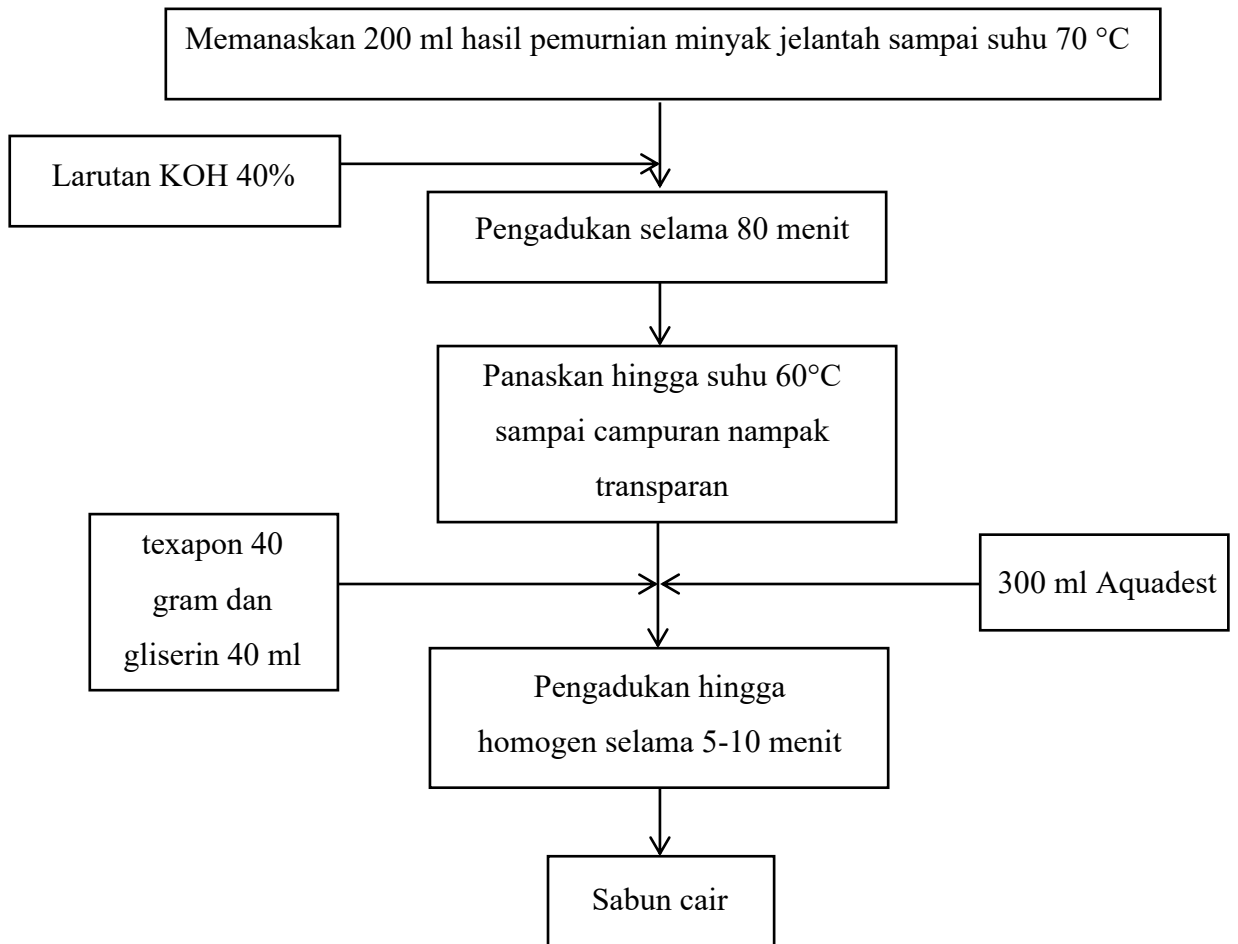 Memanaskan 200 ml hasil pemurnian minyak jelantah sampai suhu 70 °C
Larutan KOH 40%
Pengadukan selama 80 menit
Panaskan hingga suhu 60°C
sampai campuran nampak
transparan
texapon 40
gram dan
gliserin 40 ml
300 ml Aquadest
Pengadukan hingga
homogen selama 5-10 menit
Sabun cair